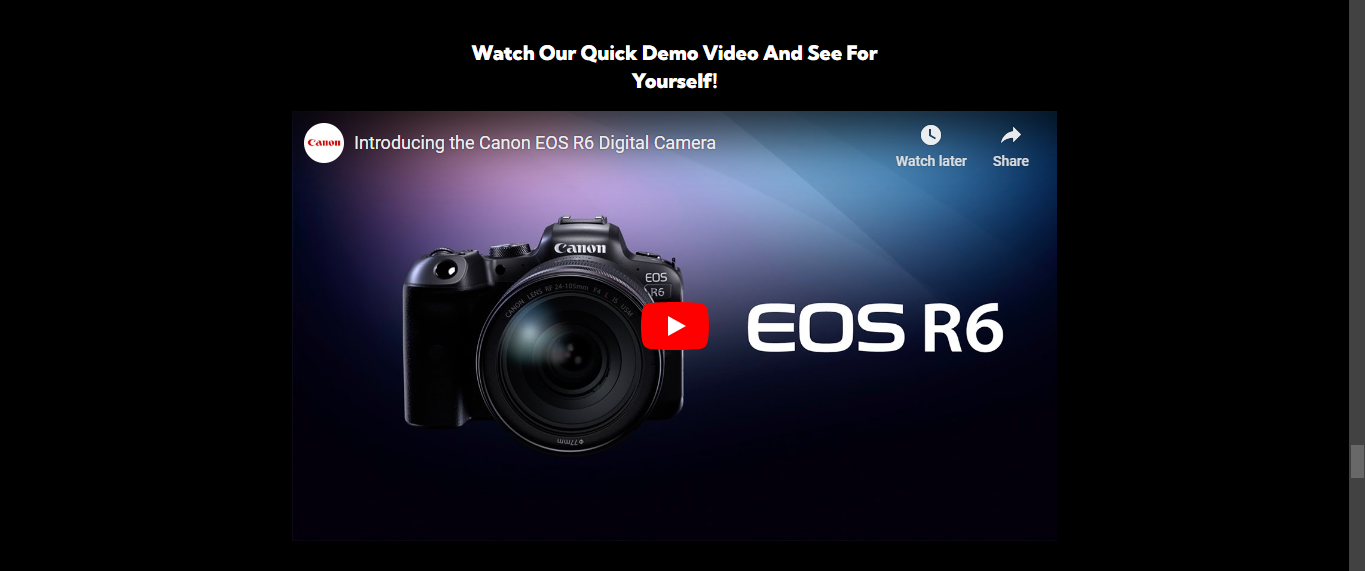 Watch Our Quick Demo Video And See For
Yourself!
Canon
Introducing the Canon EOS R6 Digital Camera
Watch later
Share
Canon
EOS
R6
CANON LENS RF 24-105mm F4 L IS USM
EOS R6
ø77mm